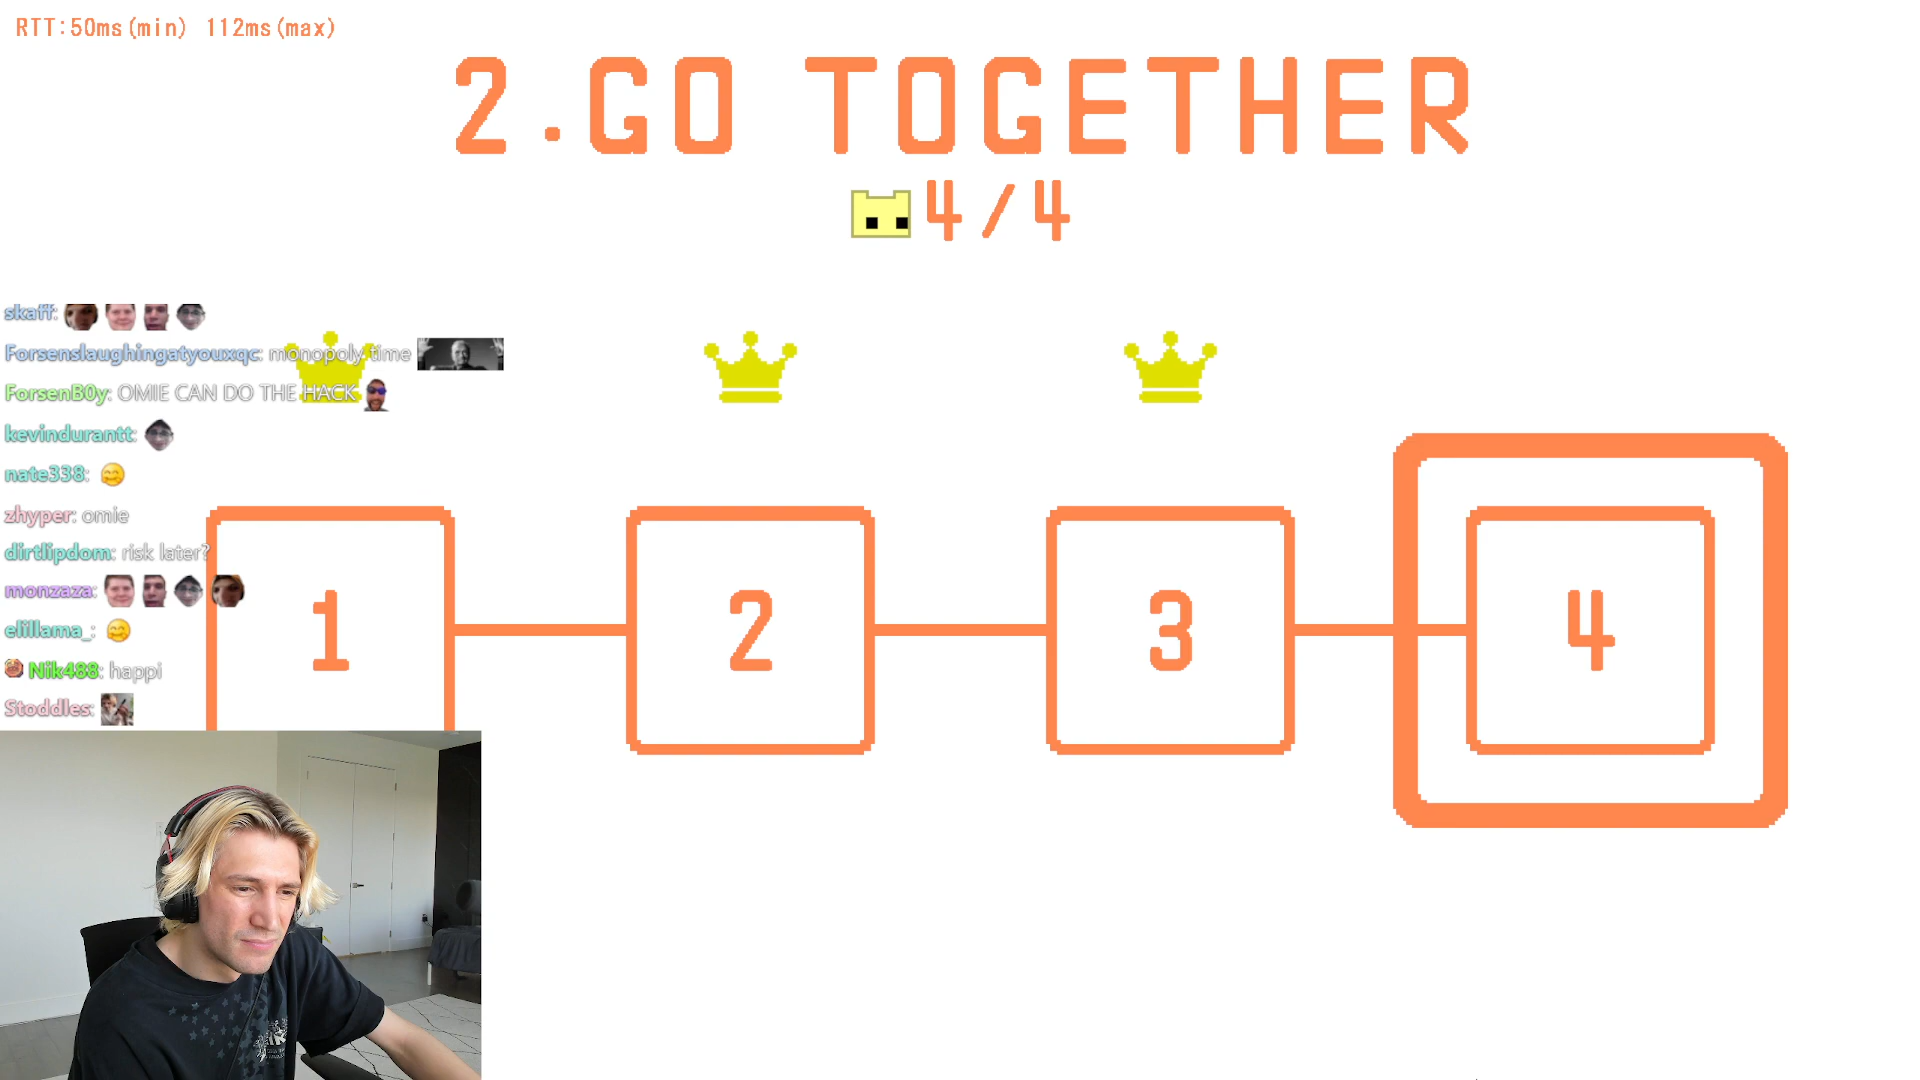 RTT:50ms(min) 112ms(max)
2.GO TOGETHER
4/4
skaff:
Forsenslaughingatyouxqc: monopoly time
ForsenB0y: OMIE CAN DO THE HACK
kevindurantt:
nate338:
zhyper: omie
dirtlipdom: risk later?
monzaza:
elillama_:
Nik488: happi
Stoddles:
1
2
3
4